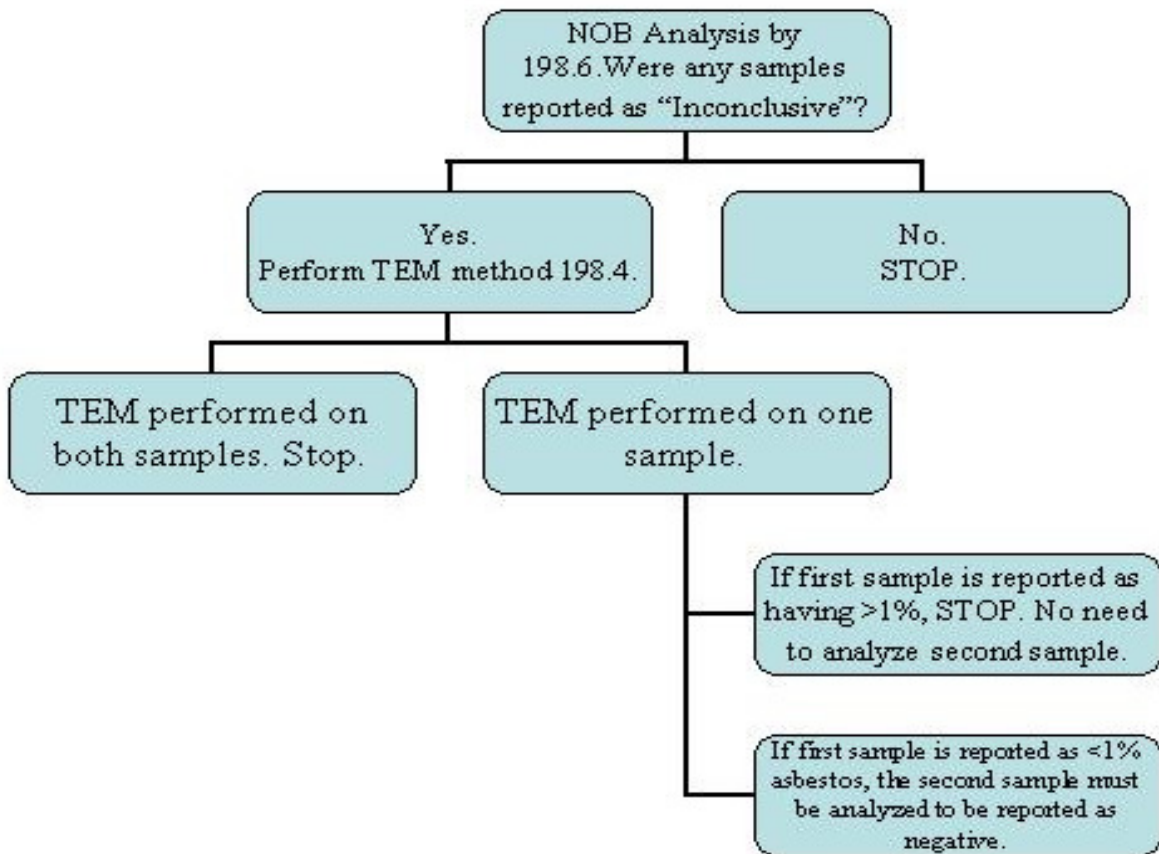 NOB Analysis by
198.6.Were any samples
reported as “Inconclusive”?
Yes.
Perform TEM method 198.4.
No.
STOP.
TEM performed on
both samples. Stop.
TEM performed on one
sample.
If first sample is reported as
having >1%, STOP. No need
to analyze second sample.
If first sample is reported as <1%
asbestos, the second sample must
be analyzed to be reported as
negative.